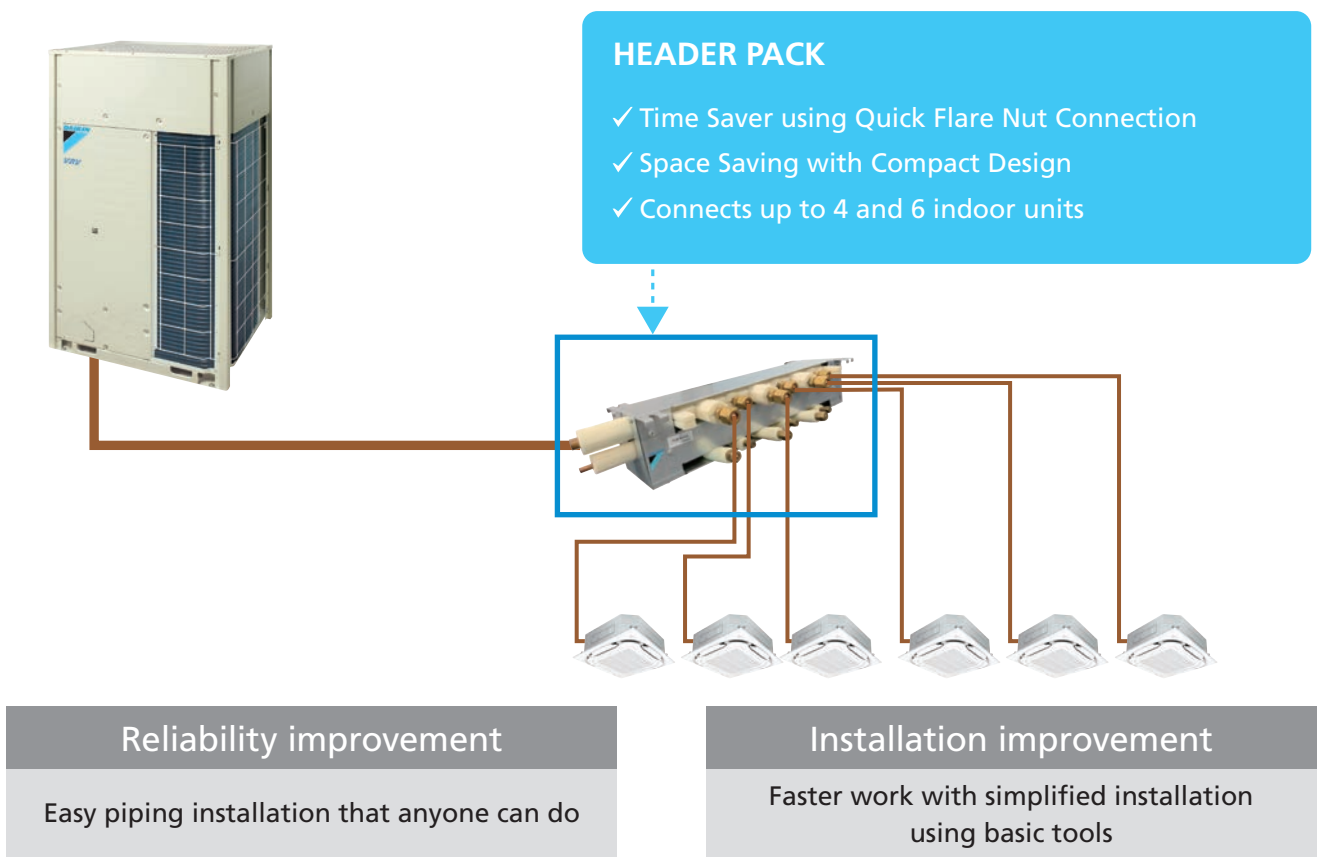 HEADER PACK
✓ Time Saver using Quick Flare Nut Connection
✓ Space Saving with Compact Design
✓ Connects up to 4 and 6 indoor units
DAIKIN
VRV
Reliability improvement
Easy piping installation that anyone can do
Installation improvement
Faster work with simplified installation
using basic tools